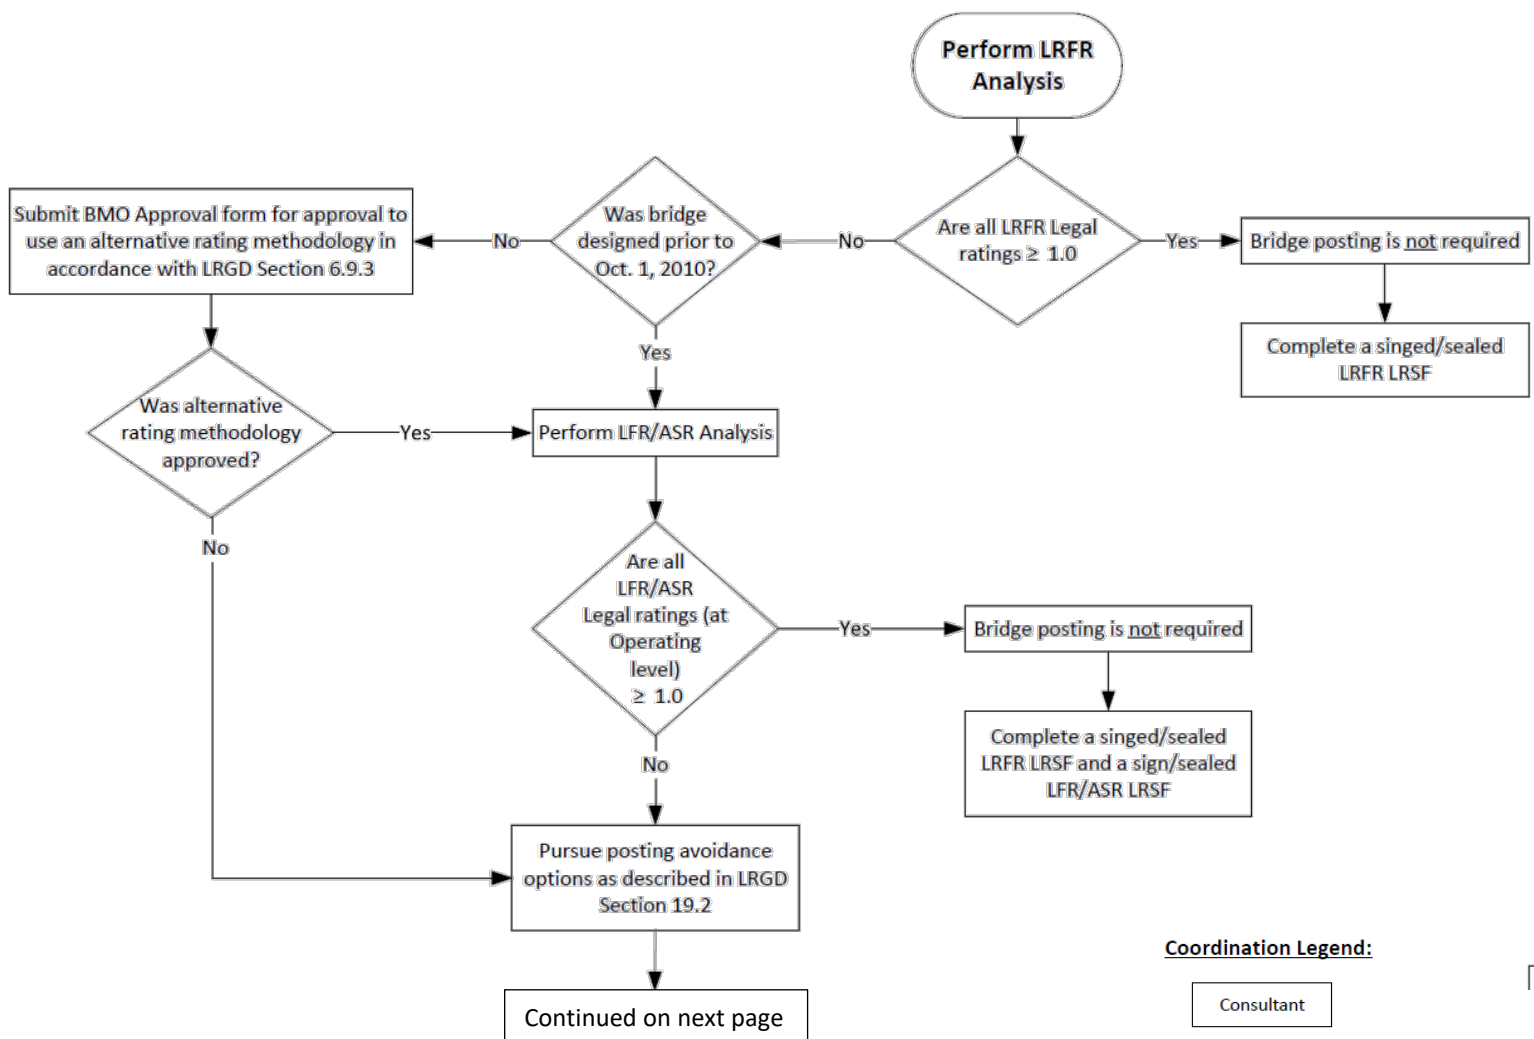 Perform LRFR
Analysis
Are all LRFR Legal
ratings ≥ 1.0
Yes
Bridge posting is not required
Complete a singed/sealed
LRFR LRSF
No
Was bridge
designed prior to
Oct. 1, 2010?
No
Submit BMO Approval form for approval to
use an alternative rating methodology in
accordance with LRGD Section 6.9.3
Yes
Was alternative
rating methodology
approved?
Yes
Perform LFR/ASR Analysis
No
Are all
LFR/ASR
Legal ratings (at
Operating
level)
≥ 1.0
Yes
Bridge posting is not required
Complete a singed/sealed
LRFR LRSF and a sign/sealed
LFR/ASR LRSF
No
Pursue posting avoidance
options as described in LRGD
Section 19.2
Continued on next page
Coordination Legend:
Consultant